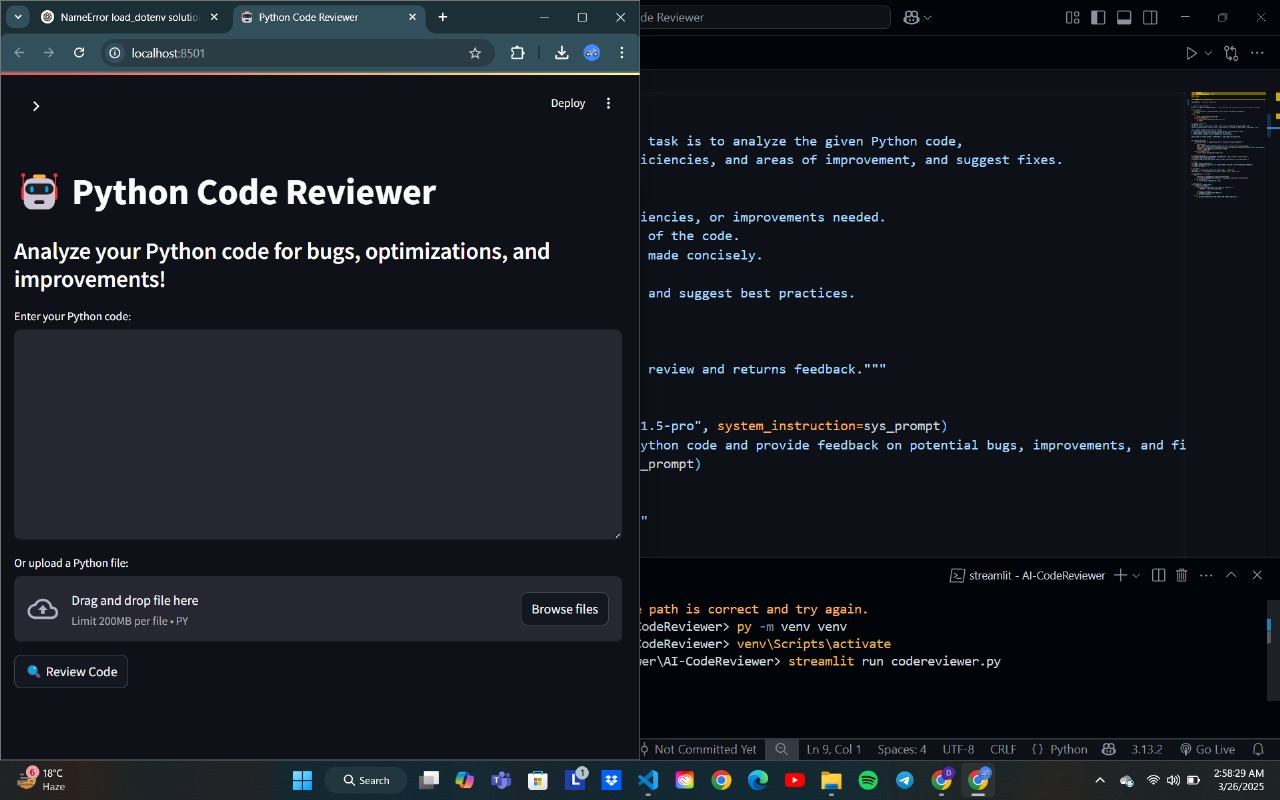 NameError load_dotenv solutio
Python Code Reviewer
de Reviewer
localhost:8501
Deploy
Python Code Reviewer
Analyze your Python code for bugs, optimizations, and
improvements!
Enter your Python code:
Or upload a Python file:
Drag and drop file here
Limit 200MB per file • PY
Browse files
Review Code
task is to analyze the given Python code,
iciencies, and areas of improvement, and suggest fixes.
iencies, or improvements needed.
of the code.
made concisely.
and suggest best practices.
review and returns feedback."""
1.5-pro", system_instruction=sys_prompt)
ython code and provide feedback on potential bugs, improvements, and fi
_prompt)
"
streamlit - AI-CodeReviewer
e path is correct and try again.
CodeReviewer> py -m venv venv
CodeReviewer> venv\Scripts\activate
wer\AI-CodeReviewer> streamlit run codereviewer.py
Not Committed Yet
Ln 9, Col 1
Spaces: 4
UTF-8
CRLF
{ } Python
3.13.2
Go Live
6
18°C
Haze
Search
1
D
2:58:29 AM
3/26/2025